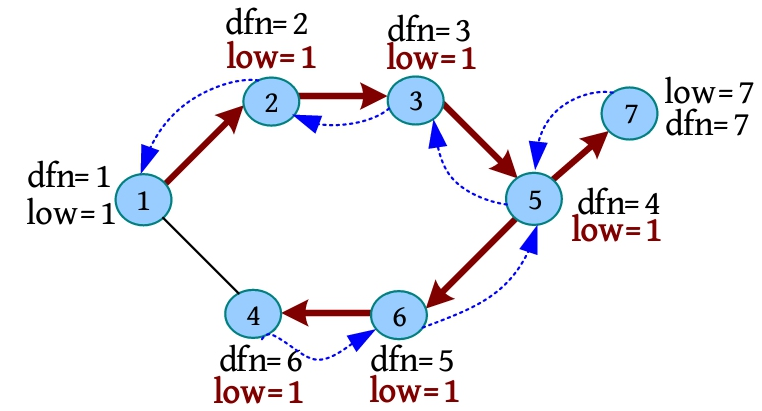 dfn=2
low=1
dfn=3
low=1
2
3
7
low=7
dfn=7
dfn=1
low=1
1
5
dfn=4
low=1
4
6
dfn=6
low=1
dfn=5
low=1